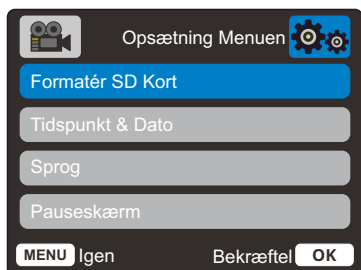 Opsætning Menuen
Formatér SD Kort
Tidspunkt & Dato
Sprog
Pauseskærm
MENU Igen Bekræftel OK